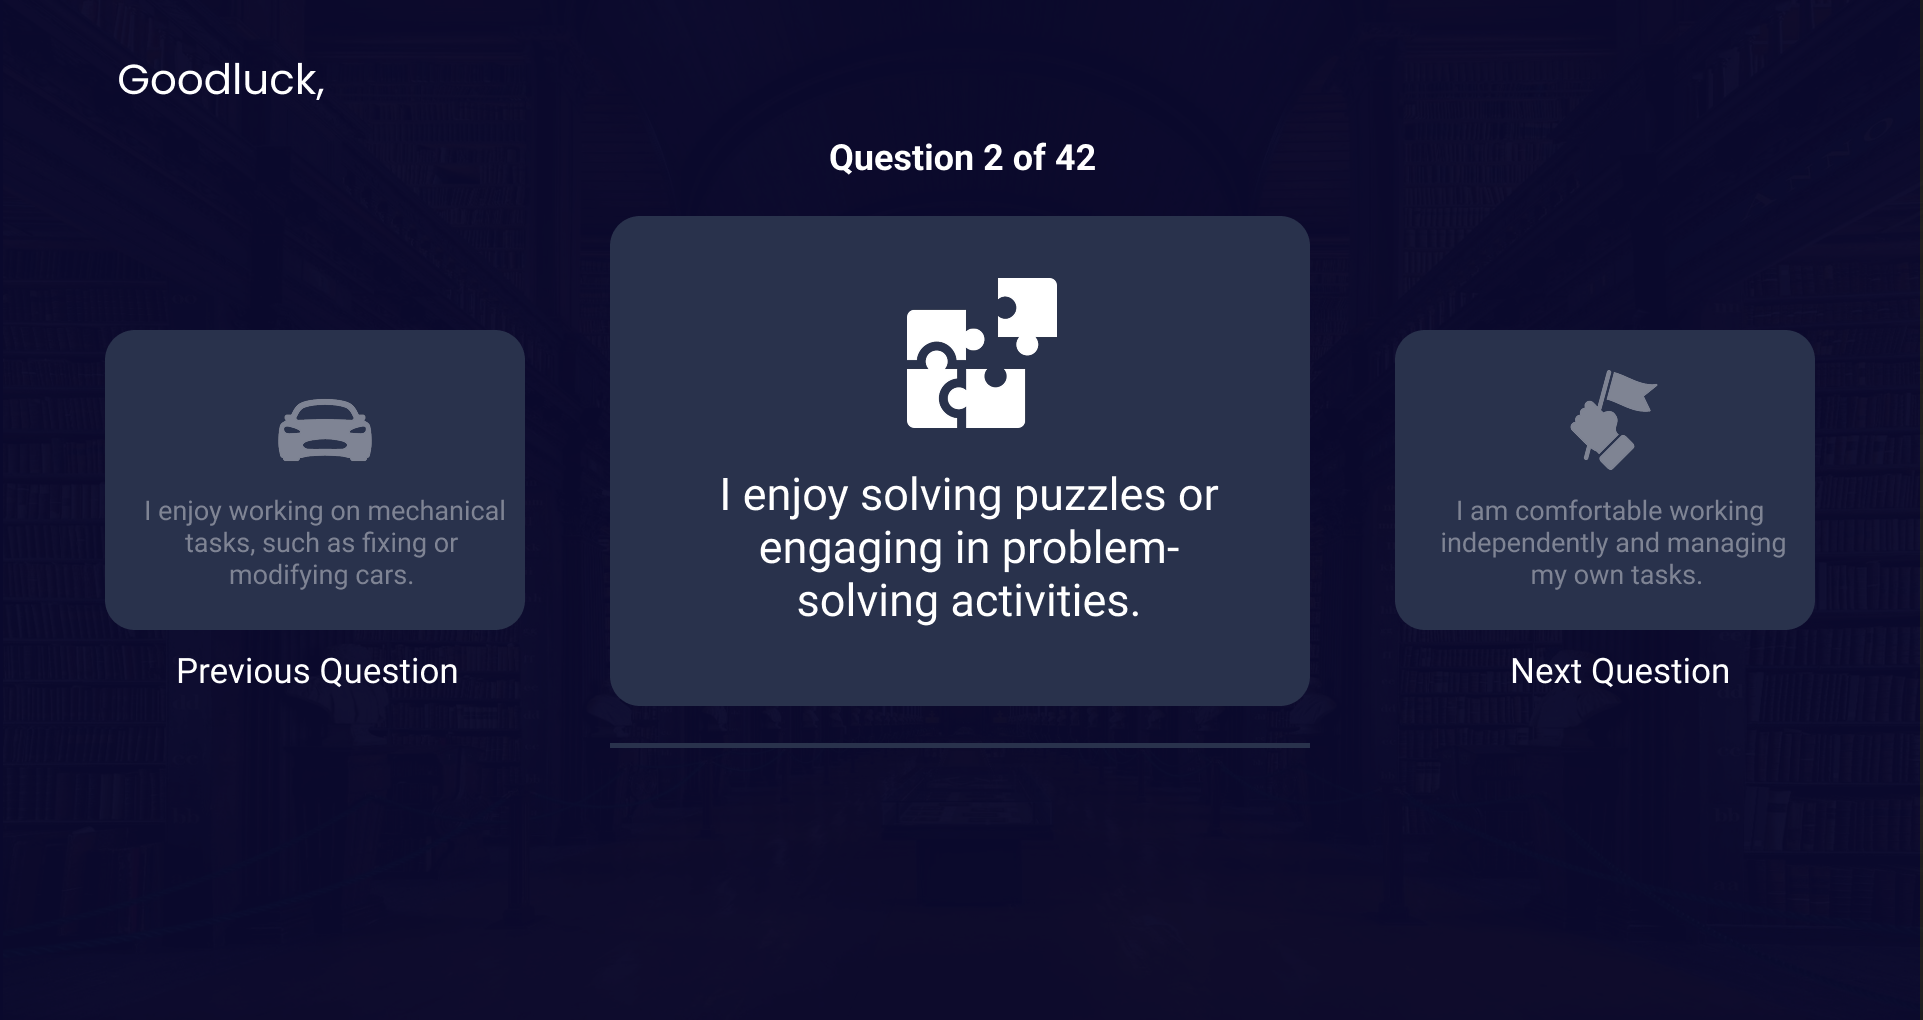 Goodluck,
Question 2 of 42
I enjoy working on mechanical
tasks, such as fixing or
modifying cars.
Previous Question
I enjoy solving puzzles or
engaging in problem-
solving activities.
I am comfortable working
independently and managing
my own tasks.
Next Question